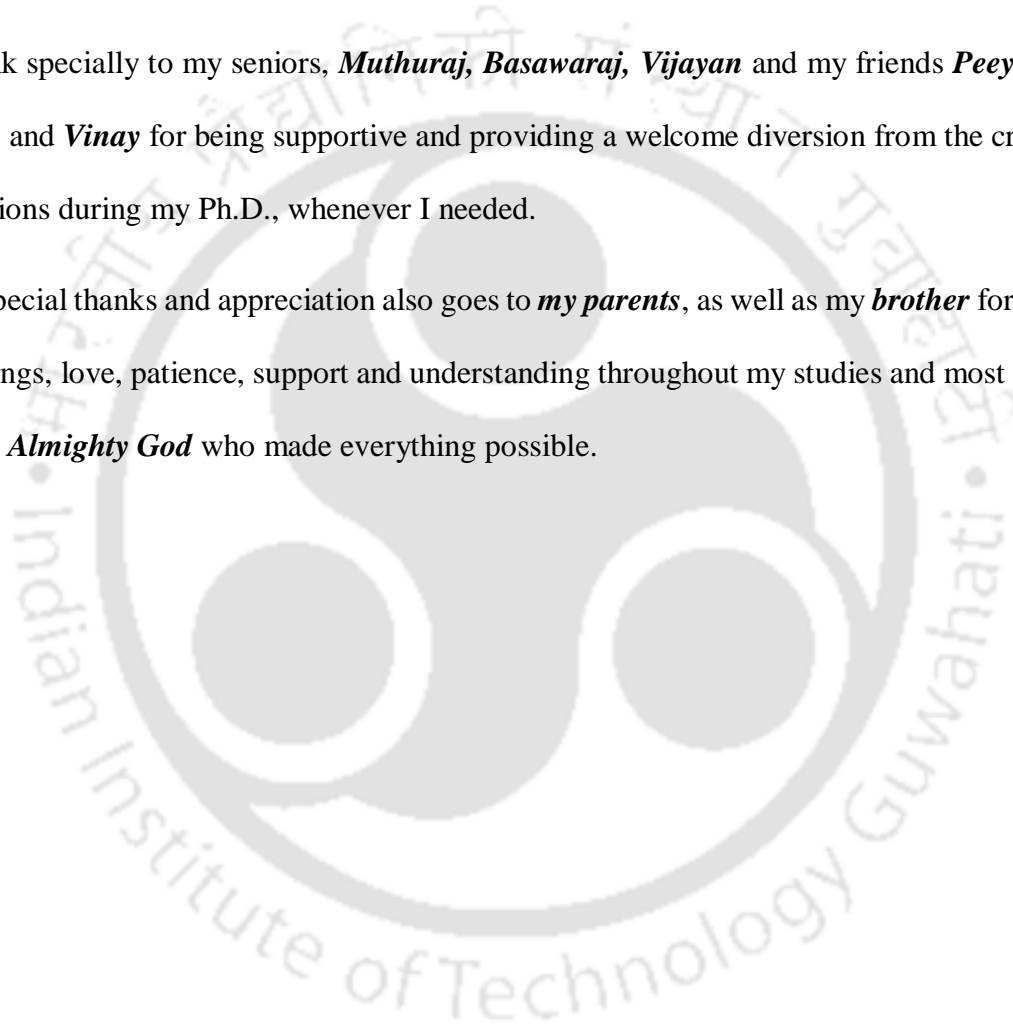 k specially to my seniors, Muthuraj, Basawaraj, Vijayan and my friends Peey
and Vinay for being supportive and providing a welcome diversion from the cr
ions during my Ph.D., whenever I needed.
pecial thanks and appreciation also goes to my parents, as well as my brother for
ngs, love, patience, support and understanding throughout my studies and most
Almighty God who made everything possible.
भारतीय प्रौद्योगिकी संस्थान गुवाहाटी
• Indian Institute of Technology Guwahati •